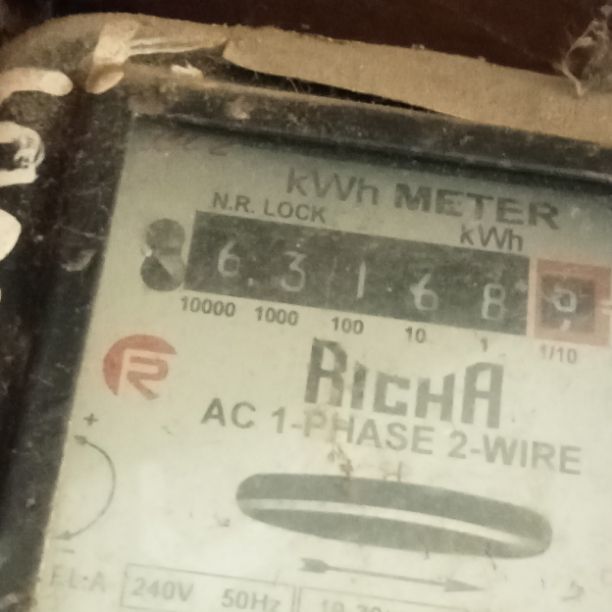 kWh METER
N.R. LOCK
kWh
6 3 1 6 8 9
10000 1000 100 10 1 1/10
RICHA
AC 1-PHASE 2-WIRE
+
-
240V 50Hz